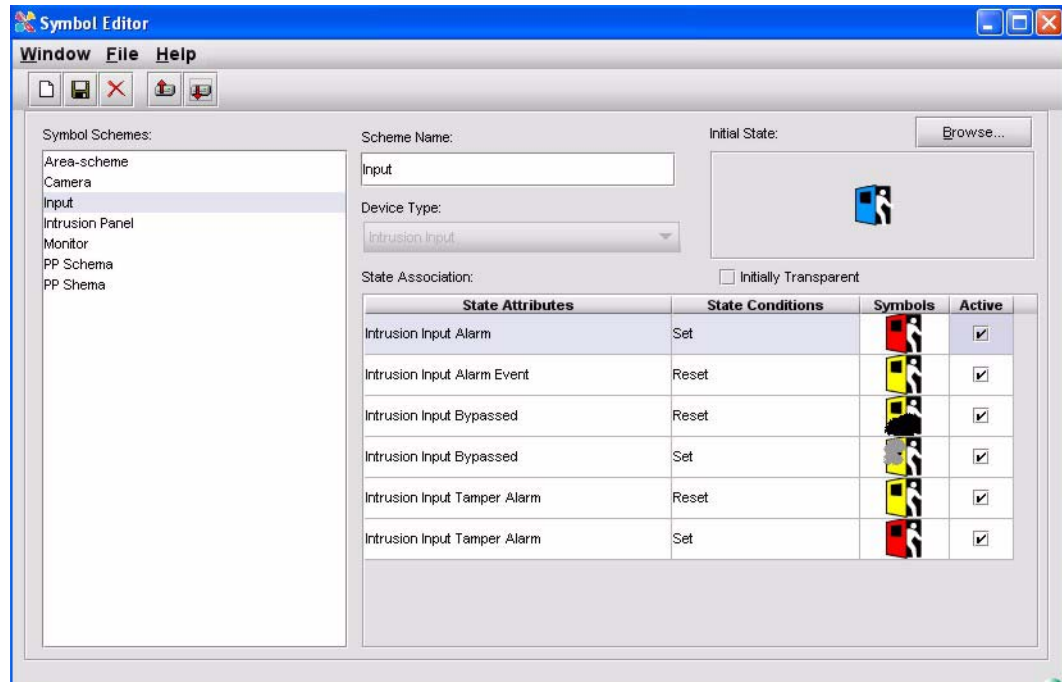 Symbol Editor
Window File Help
Symbol Schemes:
Area-scheme
Camera
Input
Intrusion Panel
Monitor
PP Schema
PP Shema
Scheme Name:
Input
Device Type:
Intrusion Input
Initial State:
Browse...
State Association:
Initially Transparent
State Attributes State Conditions Symbols Active
Intrusion Input Alarm Set
Intrusion Input Alarm Event Reset
Intrusion Input Bypassed Reset
Intrusion Input Bypassed Set
Intrusion Input Tamper Alarm Reset
Intrusion Input Tamper Alarm Set